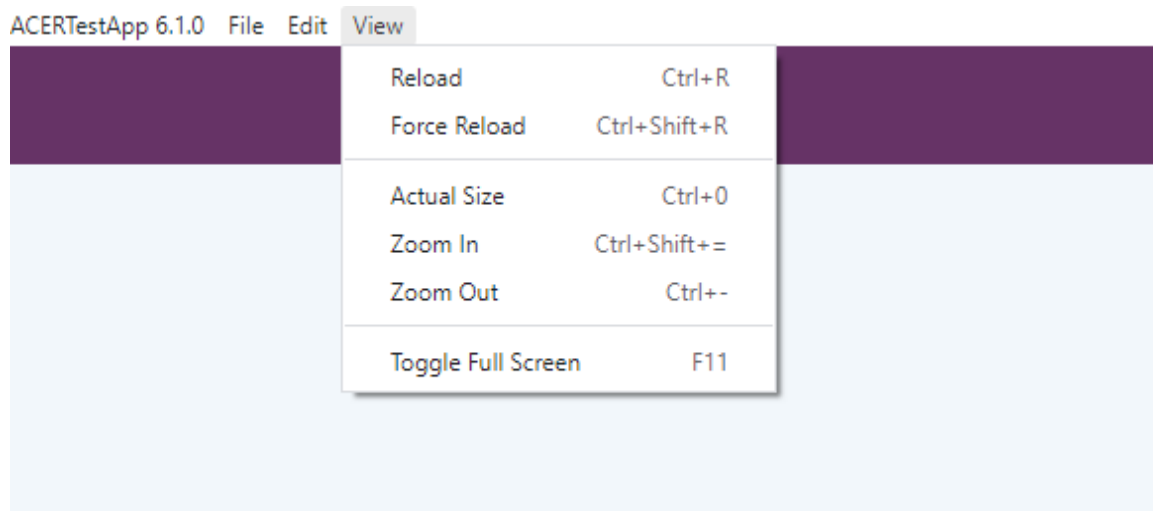 ACERTestApp 6.1.0 File Edit View
Reload Ctrl+R
Force Reload Ctrl+Shift+R
Actual Size Ctrl+0
Zoom In Ctrl+Shift+=
Zoom Out Ctrl+-
Toggle Full Screen F11